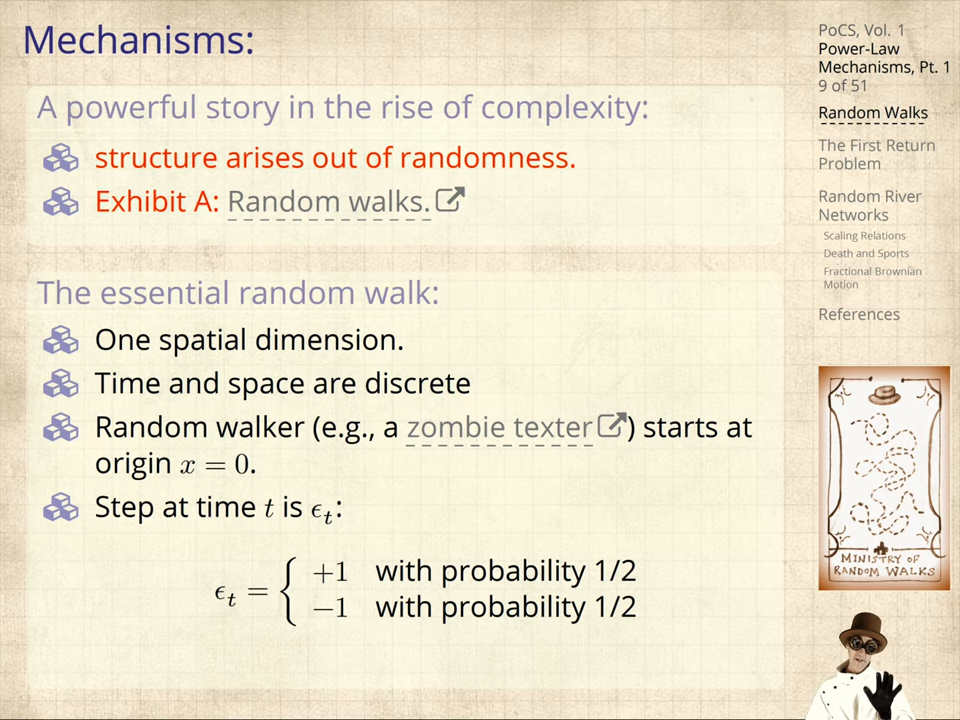 Mechanisms:
A powerful story in the rise of complexity:
structure arises out of randomness.
Exhibit A: Random walks.
The essential random walk:
One spatial dimension.
Time and space are discrete
Random walker (e.g., a zombie texter) starts at
origin x = 0.
Step at time t is ϵ_t:
ϵ_t = { +1 with probability 1/2
−1 with probability 1/2
PoCS, Vol. 1
Power-Law
Mechanisms, Pt. 1
9 of 51
Random Walks
The First Return
Problem
Random River
Networks
Scaling Relations
Death and Sports
Fractional Brownian
Motion
References
MINISTRY OF
RANDOM WALKS